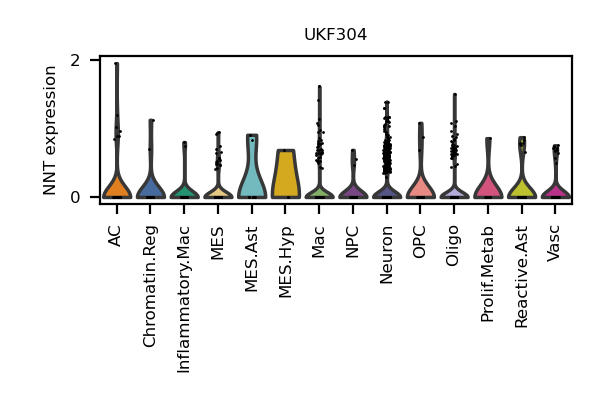 UKF304
NNT expression
2
0
AC
Chromatin.Reg
Inflammatory.Mac
MES
MES.Ast
MES.Hyp
Mac
NPC
Neuron
OPC
Oligo
Prolif.Metab
Reactive.Ast
Vasc